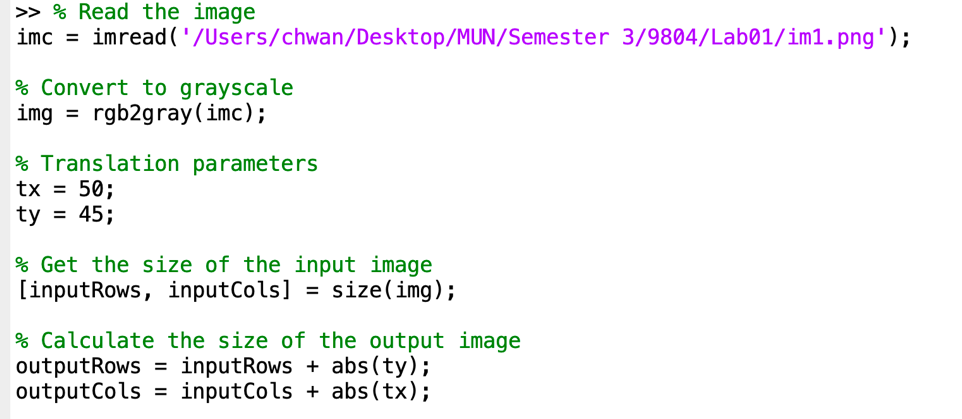 >> % Read the image
imc = imread('/Users/chwan/Desktop/MUN/Semester 3/9804/Lab01/im1.png');
% Convert to grayscale
img = rgb2gray(imc);
% Translation parameters
tx = 50;
ty = 45;
% Get the size of the input image
[inputRows, inputCols] = size(img);
% Calculate the size of the output image
outputRows = inputRows + abs(ty);
outputCols = inputCols + abs(tx);